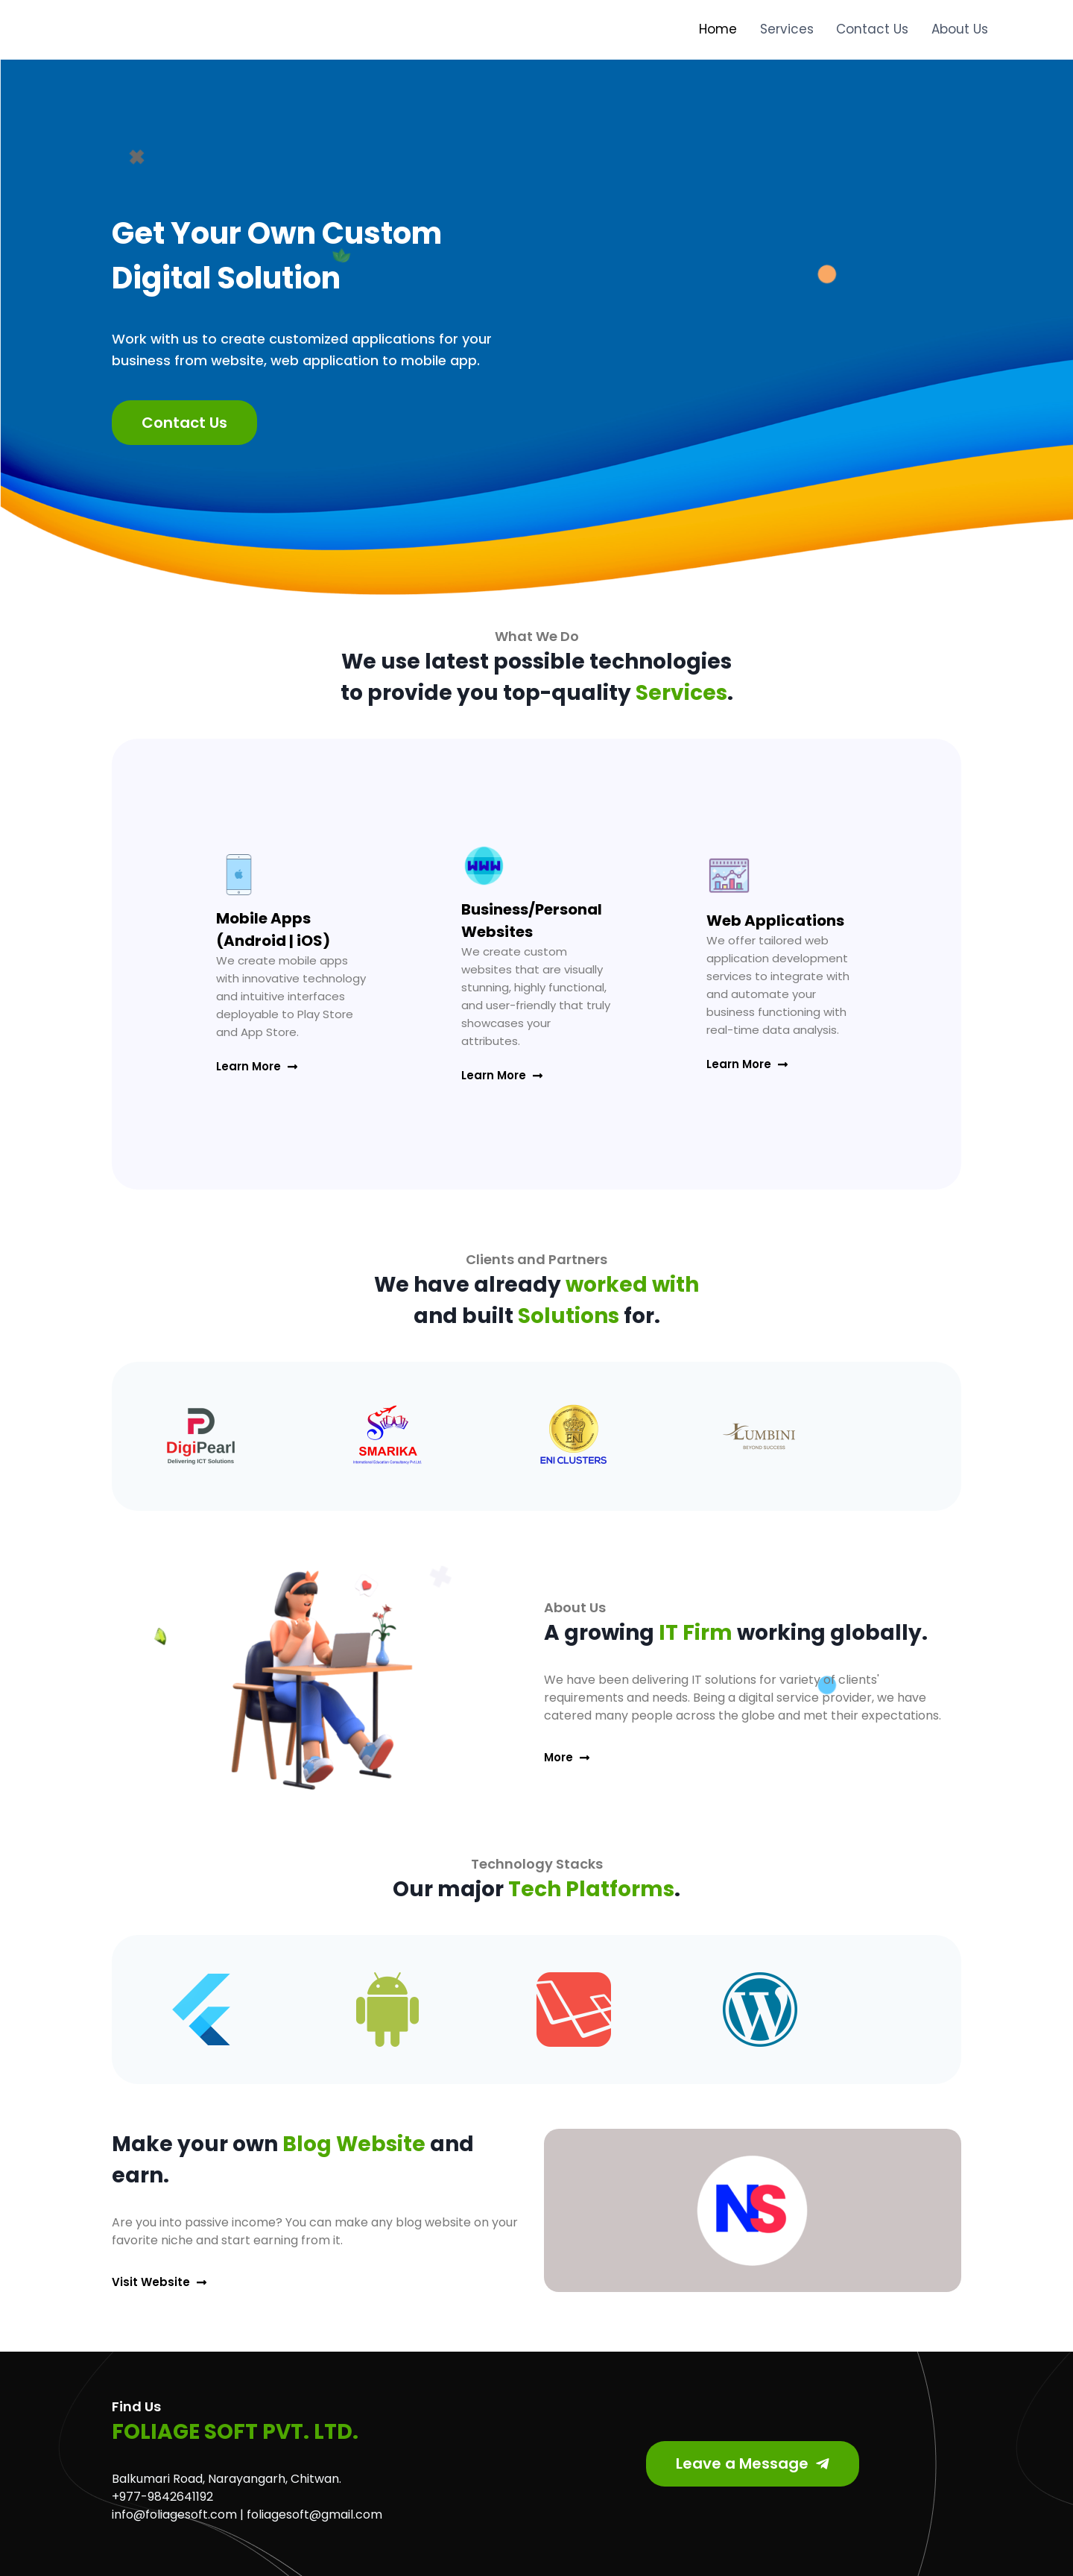 Home Services Contact Us About Us
Get Your Own Custom
Digital Solution
Work with us to create customized applications for your
business from website, web application to mobile app.
Contact Us
What We Do
We use latest possible technologies
to provide you top-quality Services.
Mobile Apps
(Android | iOS)
We create mobile apps
with innovative technology
and intuitive interfaces
deployable to Play Store
and App Store.
Learn More
WWW
Business/Personal
Websites
We create custom
websites that are visually
stunning, highly functional,
and user-friendly that truly
showcases your
attributes.
Learn More
Web Applications
We offer tailored web
application development
services to integrate with
and automate your
business functioning with
real-time data analysis.
Learn More
Clients and Partners
We have already worked with
and built Solutions for.
DigiPearl
Delivering ICT Solutions
SMARIKA
International Education Consultancy Pvt.Ltd.
ENI
ENI CLUSTERS
LUMBINI
BEYOND SUCCESS
About Us
A growing IT Firm working globally.
We have been delivering IT solutions for variety of clients'
requirements and needs. Being a digital service provider, we have
catered many people across the globe and met their expectations.
More
Technology Stacks
Our major Tech Platforms.
Make your own Blog Website and
earn.
Are you into passive income? You can make any blog website on your
favorite niche and start earning from it.
Visit Website
NS
Find Us
FOLIAGE SOFT PVT. LTD.
Balkumari Road, Narayangarh, Chitwan.
+977-9842641192
info@foliagesoft.com | foliagesoft@gmail.com
Leave a Message